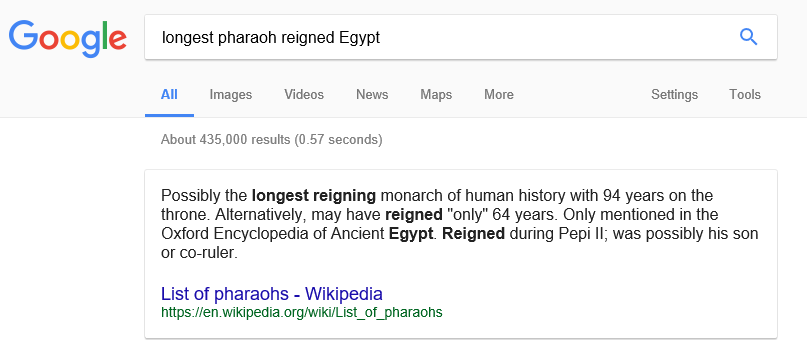 Google
longest pharaoh reigned Egypt
All Images Videos News Maps More Settings Tools
About 435,000 results (0.57 seconds)
Possibly the longest reigning monarch of human history with 94 years on the
throne. Alternatively, may have reigned "only" 64 years. Only mentioned in the
Oxford Encyclopedia of Ancient Egypt. Reigned during Pepi II; was possibly his son
or co-ruler.
List of pharaohs - Wikipedia
https://en.wikipedia.org/wiki/List_of_pharaohs